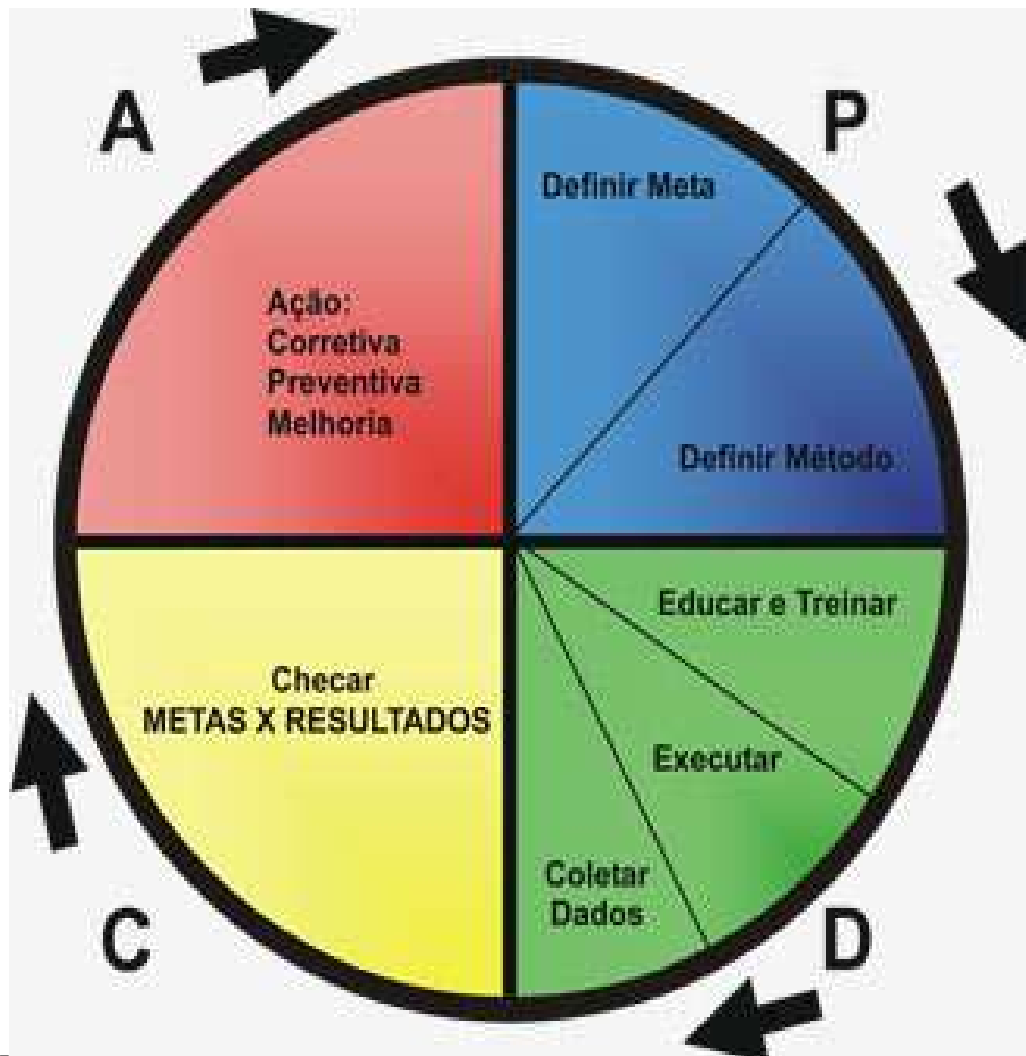 A
P
Definir Meta
Ação:
Corretiva
Preventiva
Melhoria
Definir Método
Educar e Treinar
Checar
METAS X RESULTADOS
Executar
Coletar
Dados
C
D